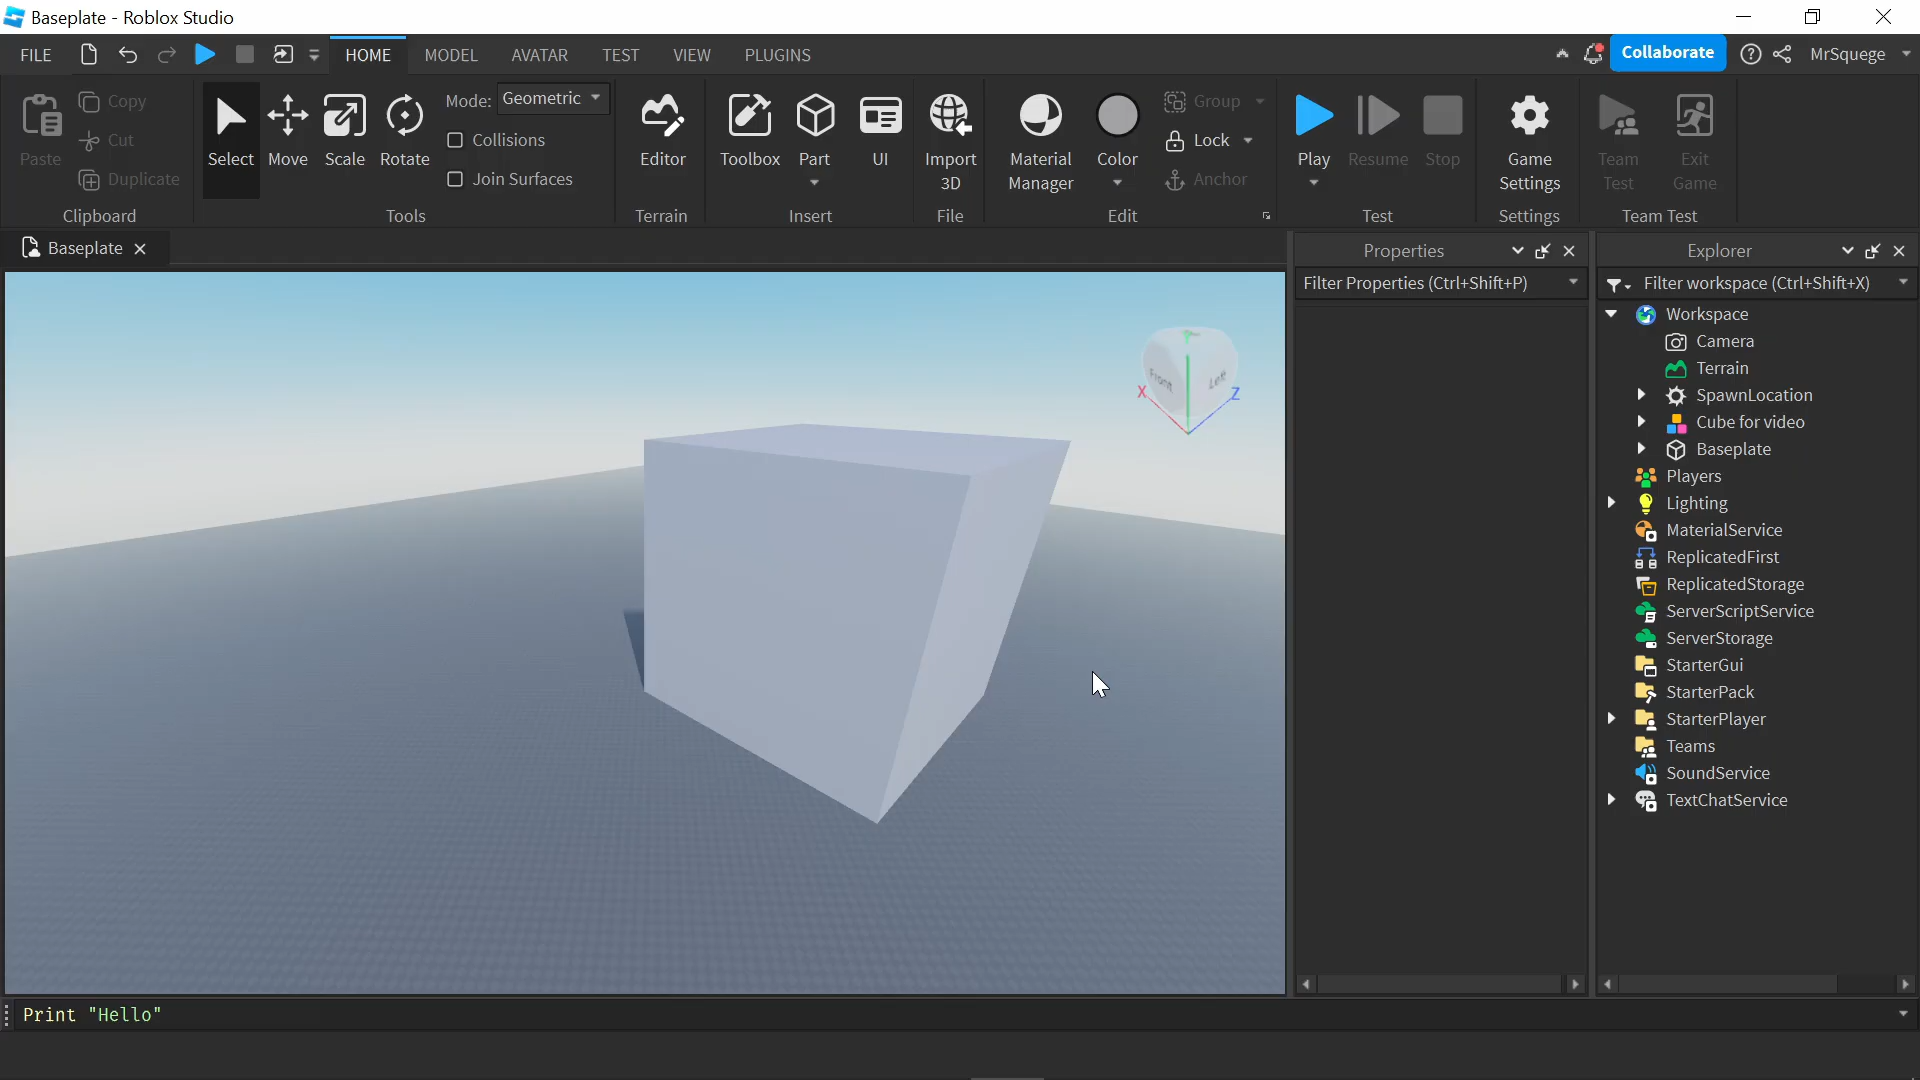 Baseplate - Roblox Studio
FILE HOME MODEL AVATAR TEST VIEW PLUGINS Collaborate MrSquege
Paste Copy Cut Duplicate
Clipboard
Select Move Scale Rotate
Mode: Geometric
Collisions
Join Surfaces
Tools
Editor
Terrain
Toolbox Part UI
Insert
Import
3D
File
Material
Manager
Color
Group
Lock
Anchor
Edit
Play Resume Stop
Test
Game
Settings
Settings
Team
Test
Exit
Game
Team Test
Baseplate
Front Left
X Z
Properties
Filter Properties (Ctrl+Shift+P)
Explorer
Filter workspace (Ctrl+Shift+X)
Workspace
Camera
Terrain
SpawnLocation
Cube for video
Baseplate
Players
Lighting
MaterialService
ReplicatedFirst
ReplicatedStorage
ServerScriptService
ServerStorage
StarterGui
StarterPack
StarterPlayer
Teams
SoundService
TextChatService
Print "Hello"